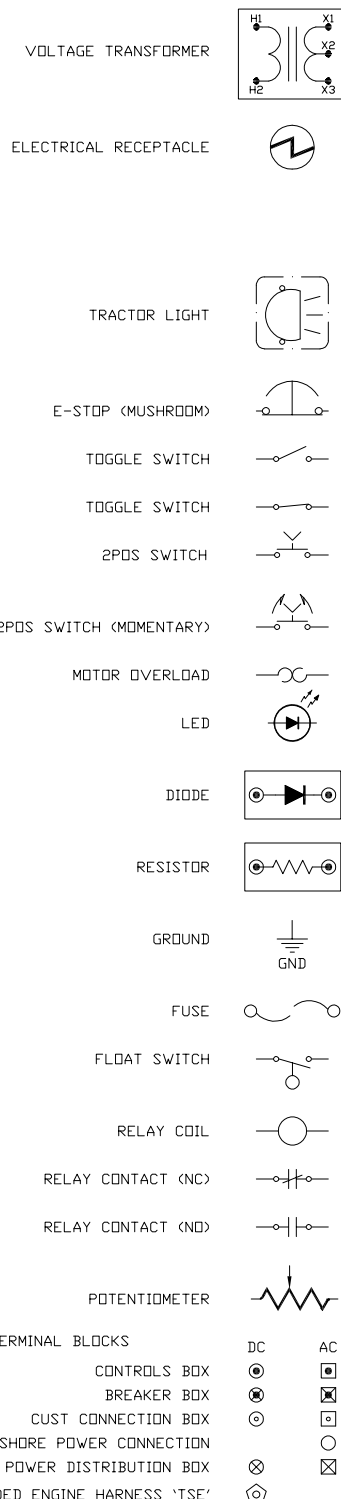 H1 X1
VOLTAGE TRANSFORMER X2
H2 X3
ELECTRICAL RECEPTACLE
TRACTOR LIGHT
E-STOP (MUSHROOM)
TOGGLE SWITCH
TOGGLE SWITCH
2POS SWITCH
2POS SWITCH (MOMENTARY)
MOTOR OVERLOAD
LED
DIODE
RESISTOR
GROUND
GND
FUSE
FLOAT SWITCH
RELAY COIL
RELAY CONTACT (NC)
RELAY CONTACT (NO)
POTENTIOMETER
TERMINAL BLOCKS DC AC
CONTROLS BOX
BREAKER BOX
CUST CONNECTION BOX
SHORE POWER CONNECTION
POWER DISTRIBUTION BOX
ENGINE HARNESS 'TSE'